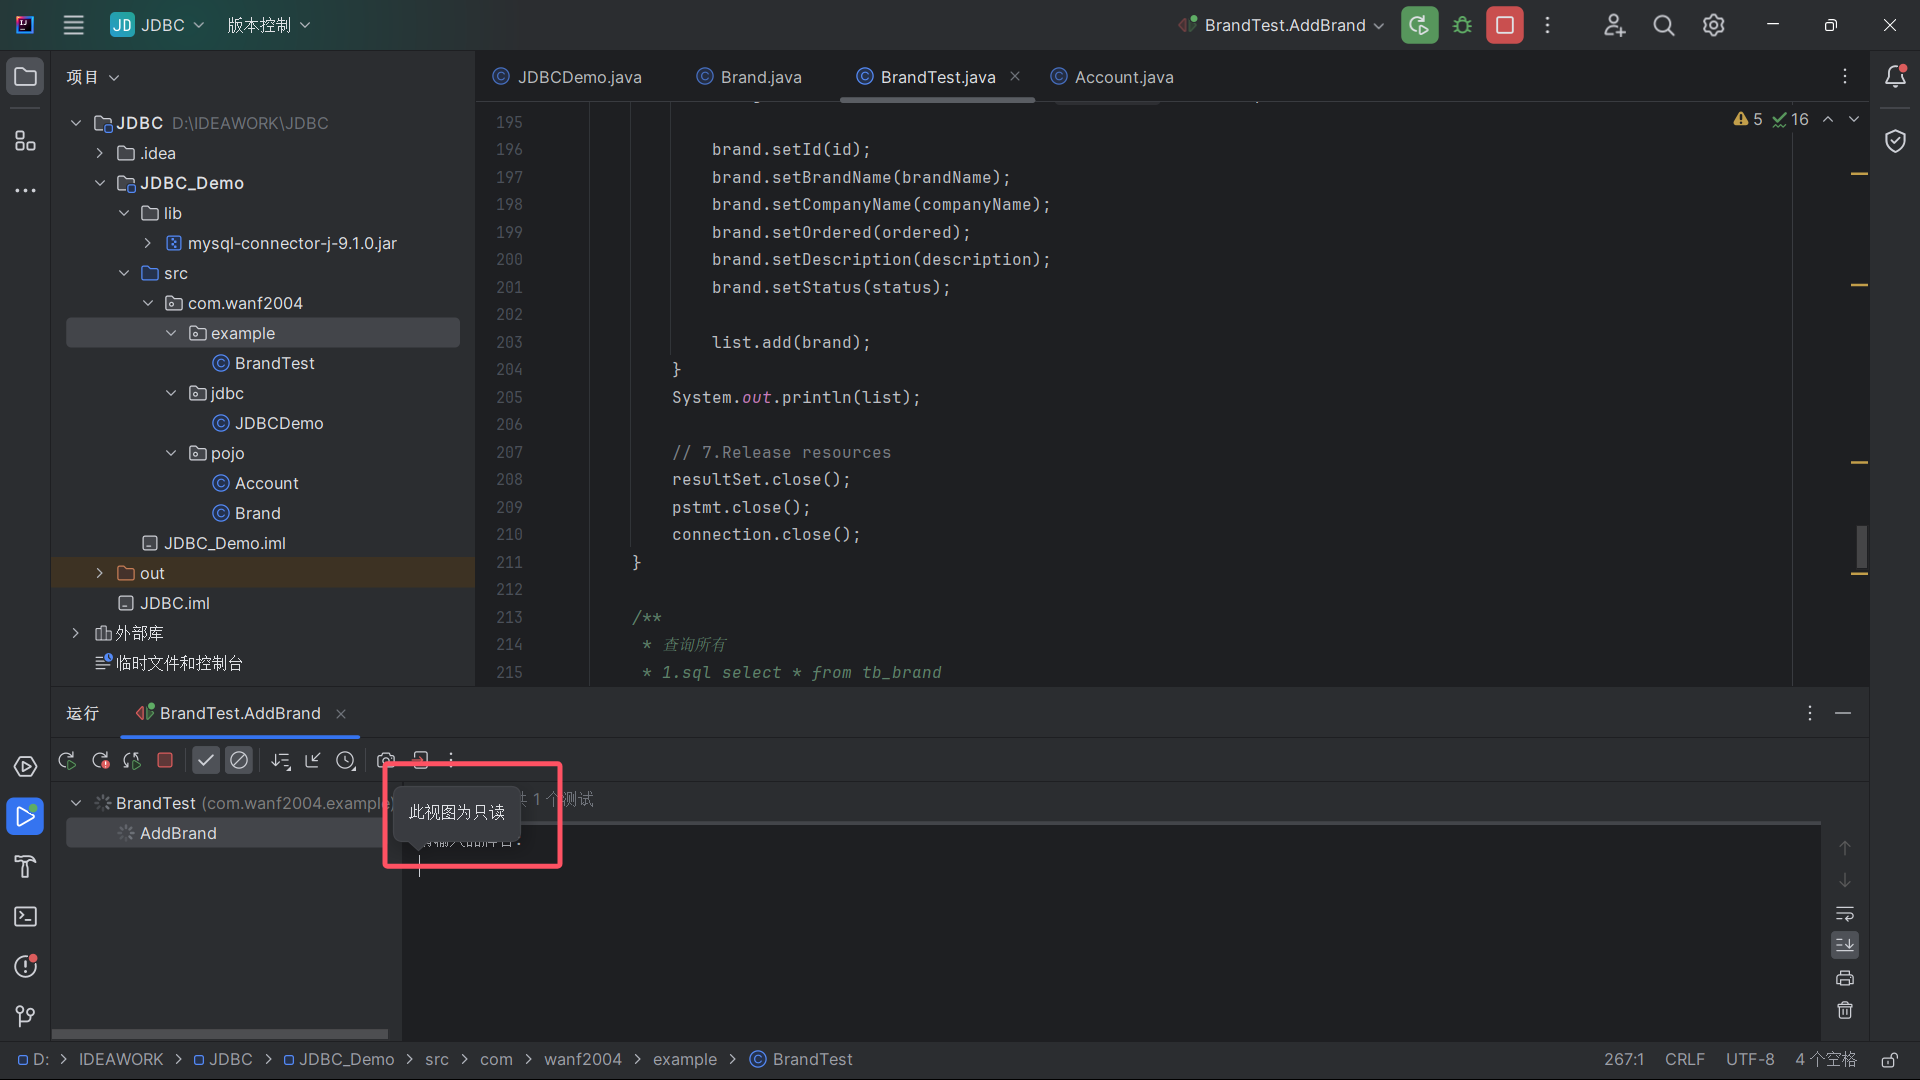 JD JDBC 版本控制 BrandTest.AddBrand
项目
JDBC D:\IDEAWORK\JDBC
.idea
JDBC_Demo
lib
mysql-connector-j-9.1.0.jar
src
com.wanf2004
example
BrandTest
jdbc
JDBCDemo
pojo
Account
Brand
JDBC_Demo.iml
out
JDBC.iml
外部库
临时文件和控制台
JDBCDemo.java Brand.java BrandTest.java Account.java
5 16
195
196 brand.setId(id);
197 brand.setBrandName(brandName);
198 brand.setCompanyName(companyName);
199 brand.setOrdered(ordered);
200 brand.setDescription(description);
201 brand.setStatus(status);
202
203 list.add(brand);
204 }
205 System.out.println(list);
206
207 // 7.Release resources
208 resultSet.close();
209 pstmt.close();
210 connection.close();
211 }
212
213 /**
214 * 查询所有
215 * 1.sql select * from tb_brand
运行 BrandTest.AddBrand
BrandTest (com.wanf2004.example)
AddBrand
1 个测试
此视图为只读
D: IDEAWORK JDBC JDBC_Demo src com wanf2004 example BrandTest
267:1 CRLF UTF-8 4 个空格